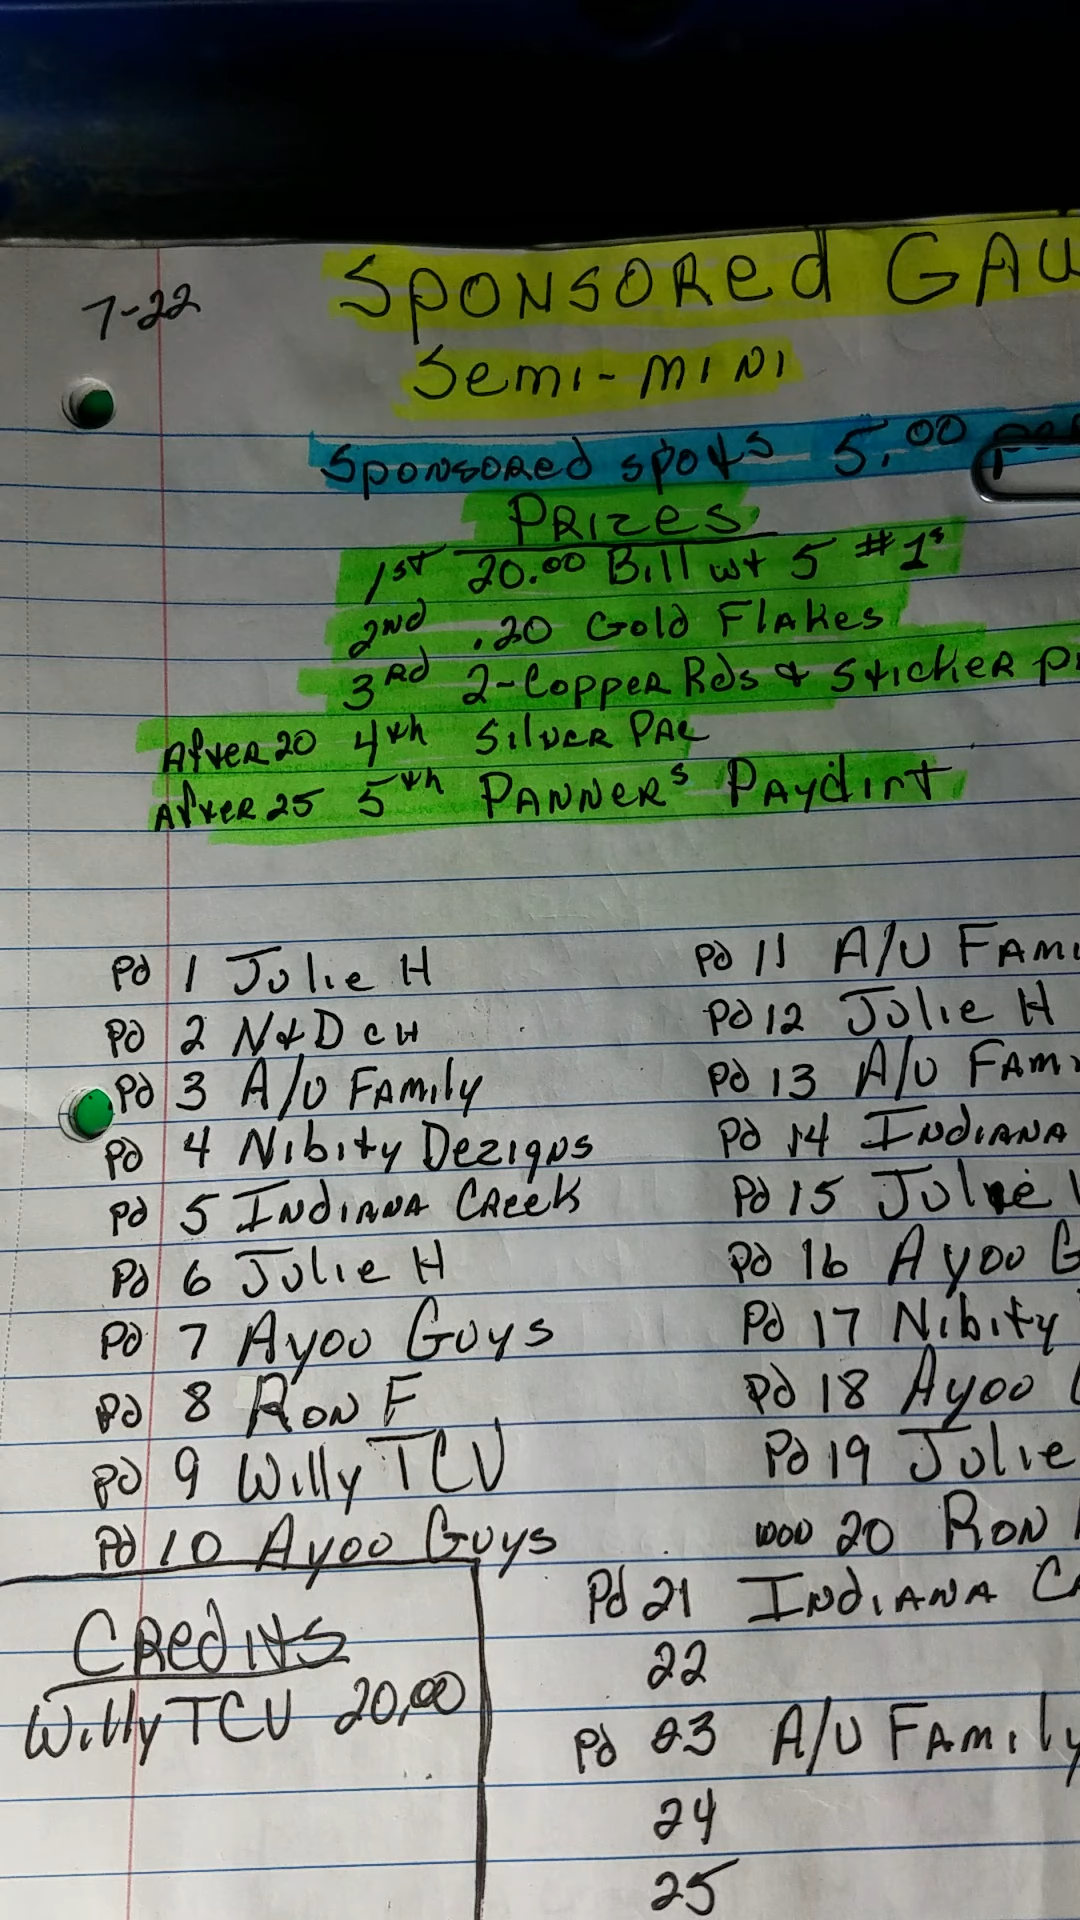 7-22
SPONSORed GAU
Semi-mINI
Sponsored spots 5.00 per
PRIzes
1st 20.00 Bill wt 5 #1s
2ND .20 Gold Flakes
3Rd 2-Copper Rds & sticker
After 20 4th Silver PAC
After 25 5th PANNERs PAydirt
Pd 1 Julie H
Pd 2 N&D CH
Pd 3 A/U FAmily
Pd 4 Nibity Deziqns
Pd 5 INdiANA Creek
Pd 6 Julie H
Pd 7 Ayoo Guys
Pd 8 RoN F
Pd 9 Willy TCV
Pd 10 Ayoo Guys
Pd 11 A/U FAmi
Pd 12 Julie H
Pd 13 A/U FAm
Pd 14 INdiANA
Pd 15 Julie
Pd 16 Ayoo G
Pd 17 Nibity
Pd 18 Ayoo
Pd 19 Julie
20 RoN
Pd 21 INdiANA C
22
Pd 23 A/U FAmily
24
25
Credits
Willy TCV 20,00